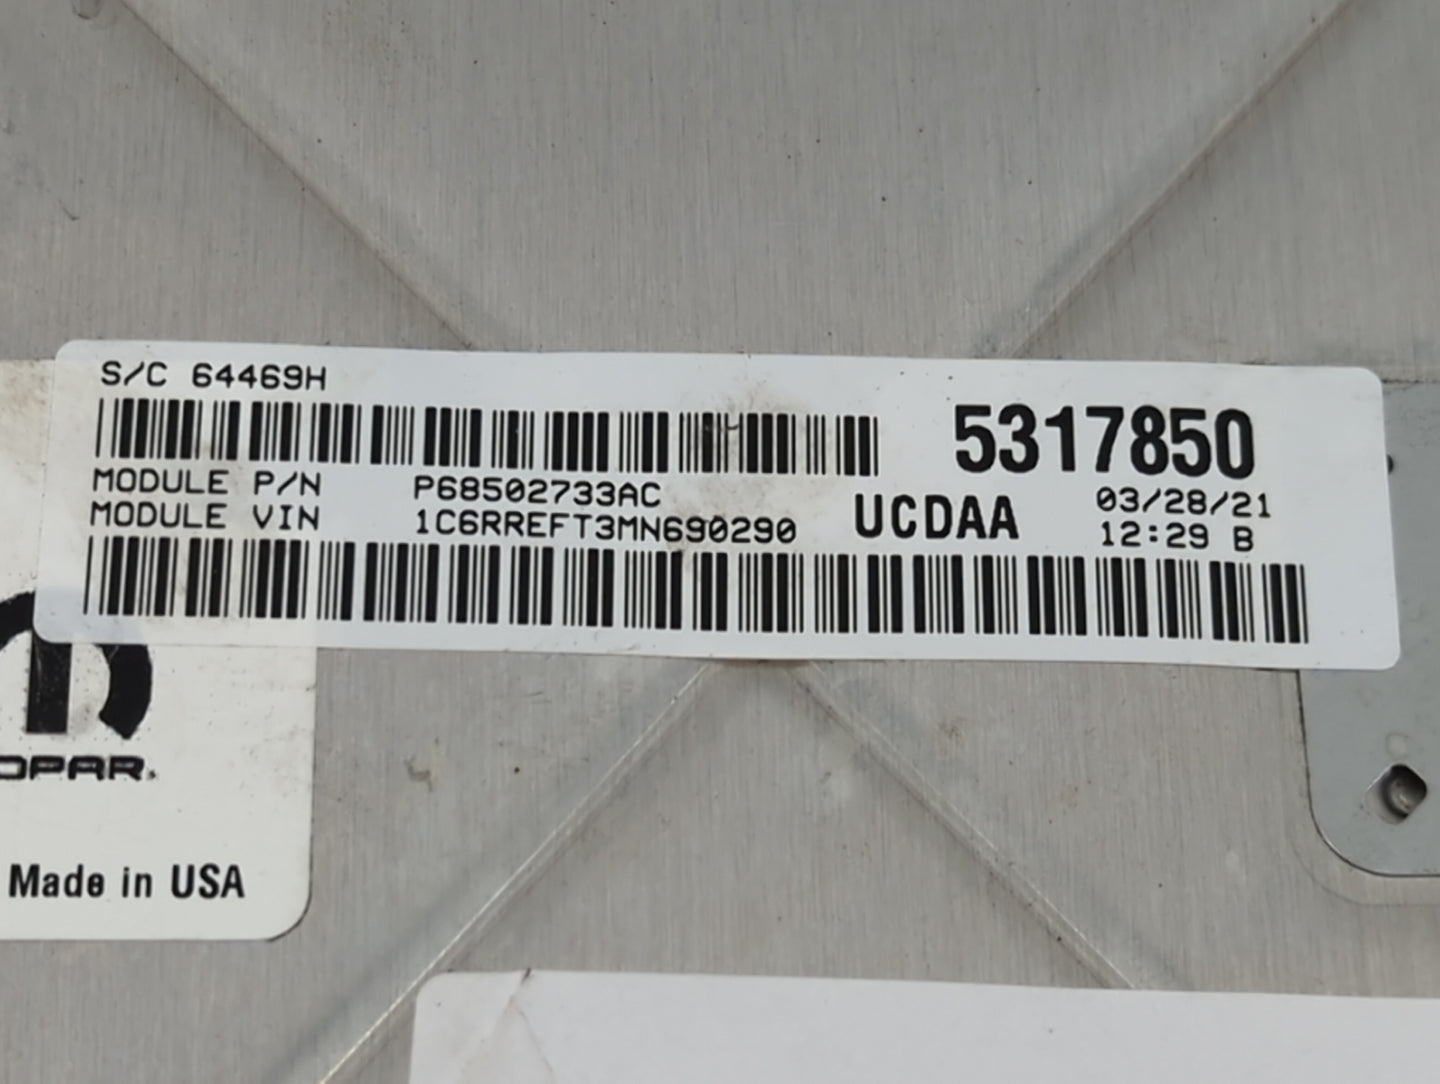 S/C 64469H
5317850
MODULE P/N P68502733AC
MODULE VIN 1C6RREFT3MN690290
UCDAA
03/28/21
12:29 B
OPAR.
Made in USA